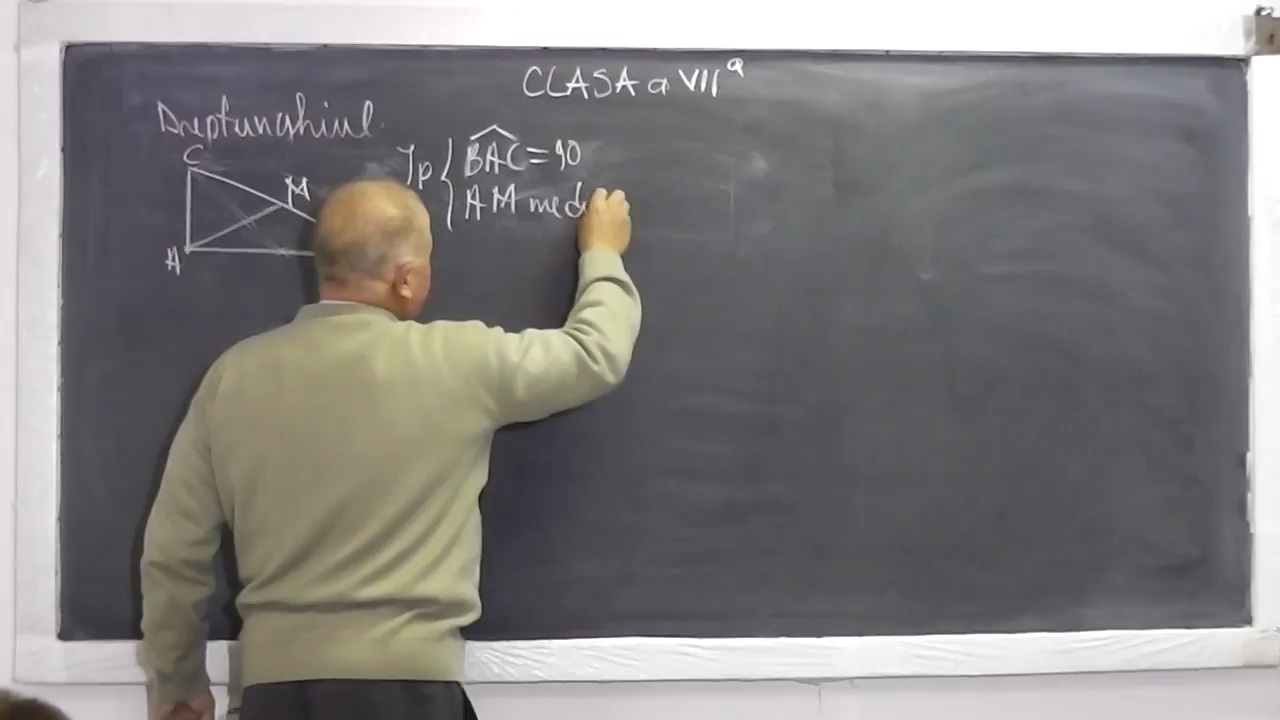 CLASA a VII a
Dreptunghiul.
C
M
A
Ip { BAC = 90
AM med